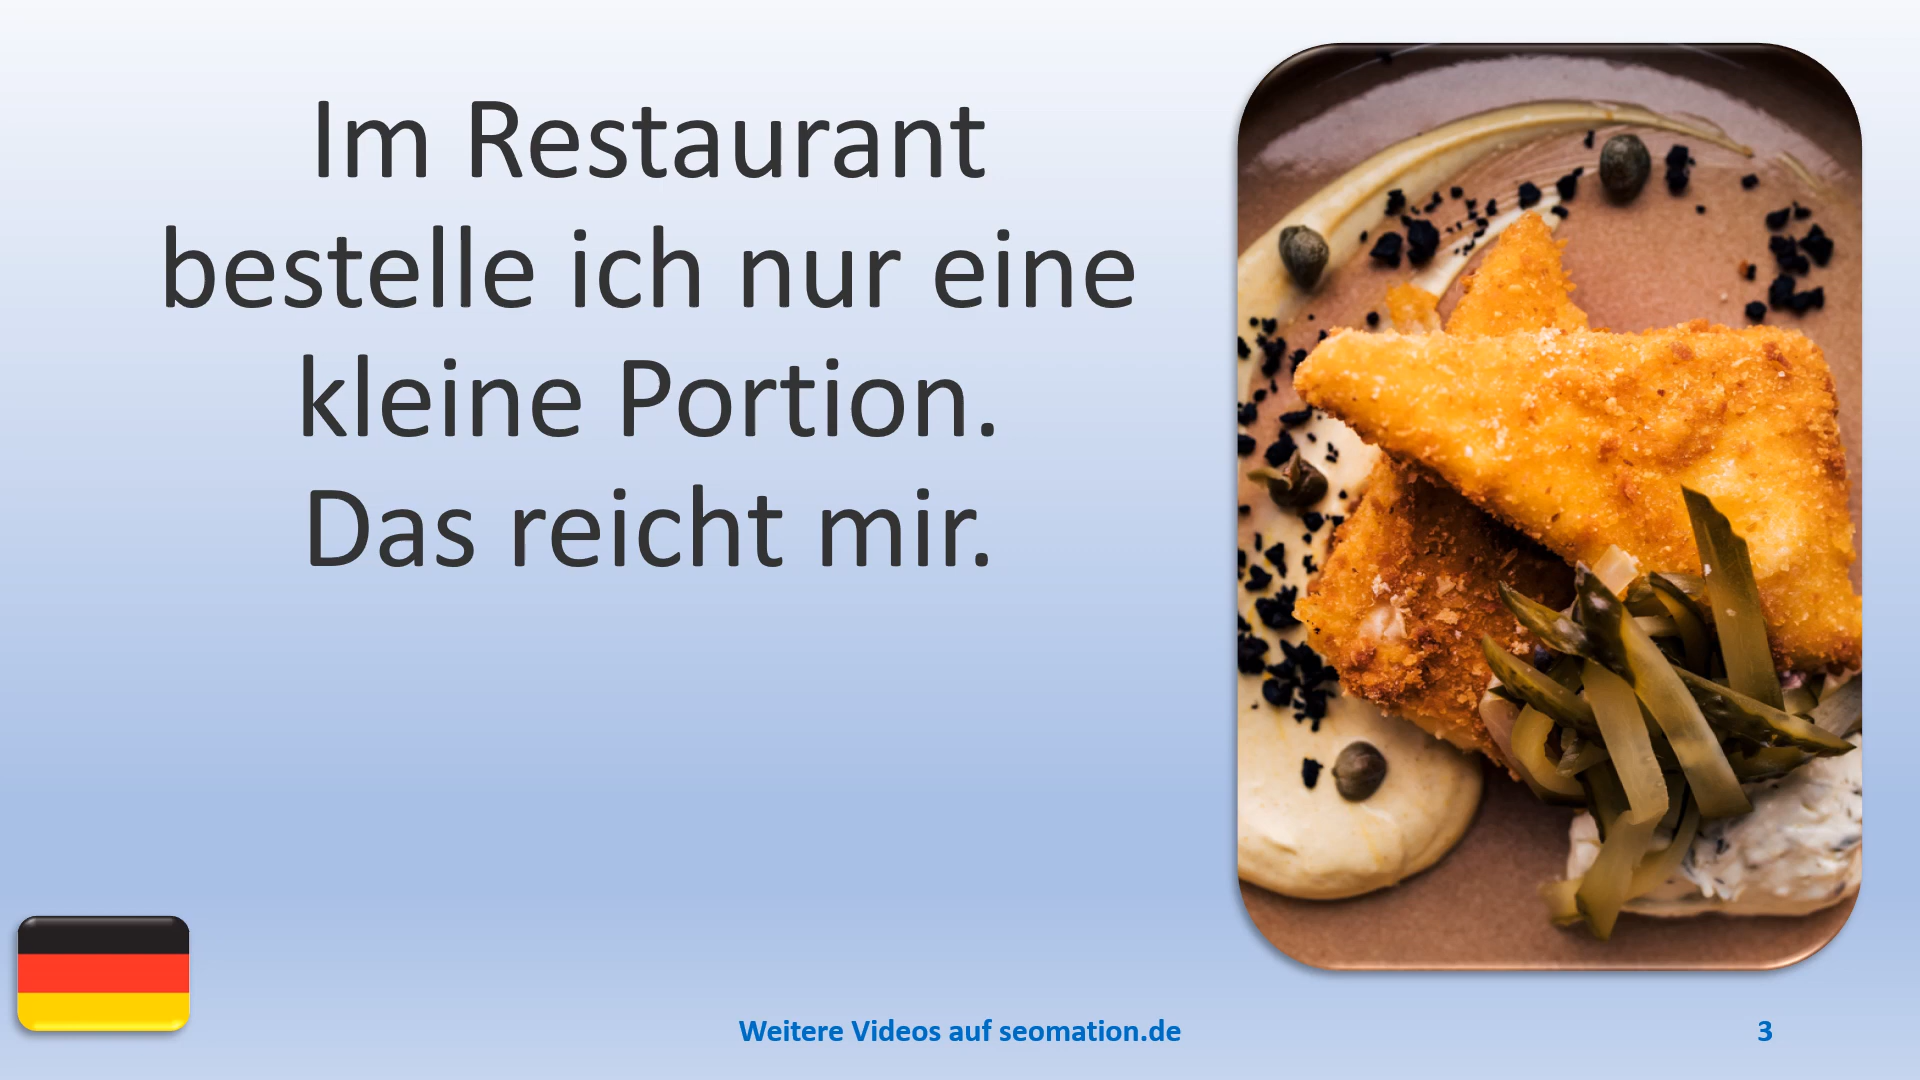 Im Restaurant
bestelle ich nur eine
kleine Portion.
Das reicht mir.
Weitere Videos auf seomation.de
3